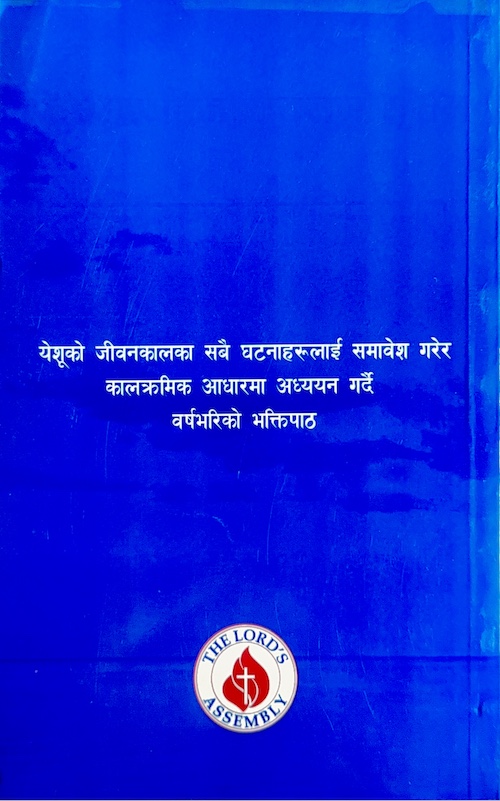 येशूको जीवनकालका सबै घटनाहरूलाई समावेश गरेर
कालक्रमिक आधारमा अध्ययन गर्दै
वर्षभरिको भक्तिपाठ
THE LORD'S
ASSEMBLY